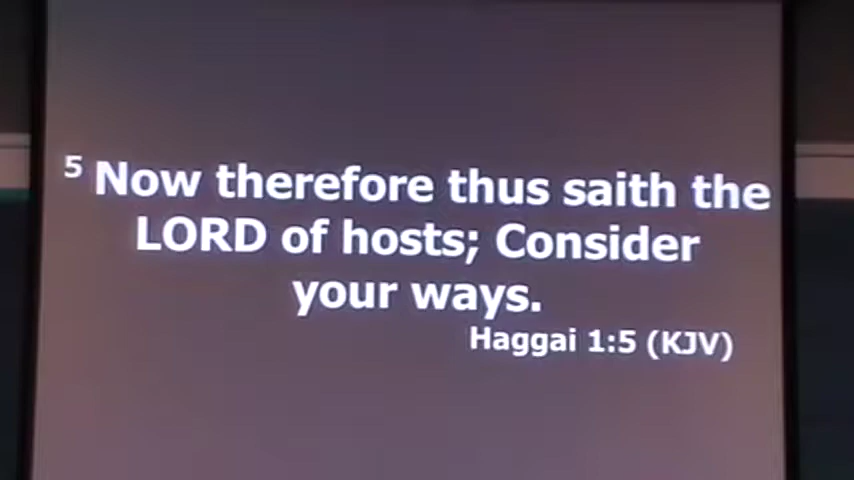 5 Now therefore thus saith the
LORD of hosts; Consider
your ways.
Haggai 1:5 (KJV)